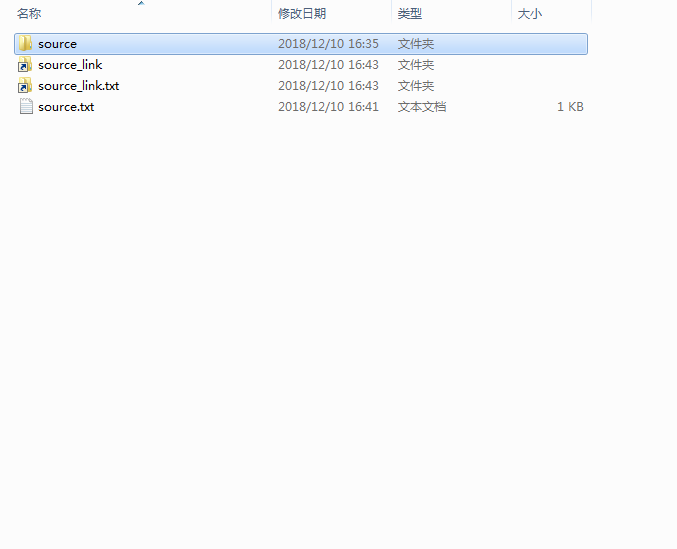 名称 修改日期 类型 大小
source 2018/12/10 16:35 文件夹
source_link 2018/12/10 16:43 文件夹
source_link.txt 2018/12/10 16:43 文件夹
source.txt 2018/12/10 16:41 文本文档 1 KB